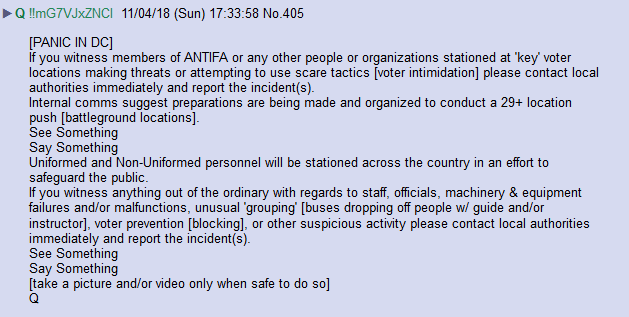 ▶ Q !!mG7VJxZNCI 11/04/18 (Sun) 17:33:58 No.405
[PANIC IN DC]
If you witness members of ANTIFA or any other people or organizations stationed at 'key' voter
locations making threats or attempting to use scare tactics [voter intimidation] please contact local
authorities immediately and report the incident(s).
Internal comms suggest preparations are being made and organized to conduct a 29+ location
push [battleground locations].
See Something
Say Something
Uniformed and Non-Uniformed personnel will be stationed across the country in an effort to
safeguard the public.
If you witness anything out of the ordinary with regards to staff, officials, machinery & equipment
failures and/or malfunctions, unusual 'grouping' [buses dropping off people w/ guide and/or
instructor], voter prevention [blocking], or other suspicious activity please contact local authorities
immediately and report the incident(s).
See Something
Say Something
[take a picture and/or video only when safe to do so]
Q